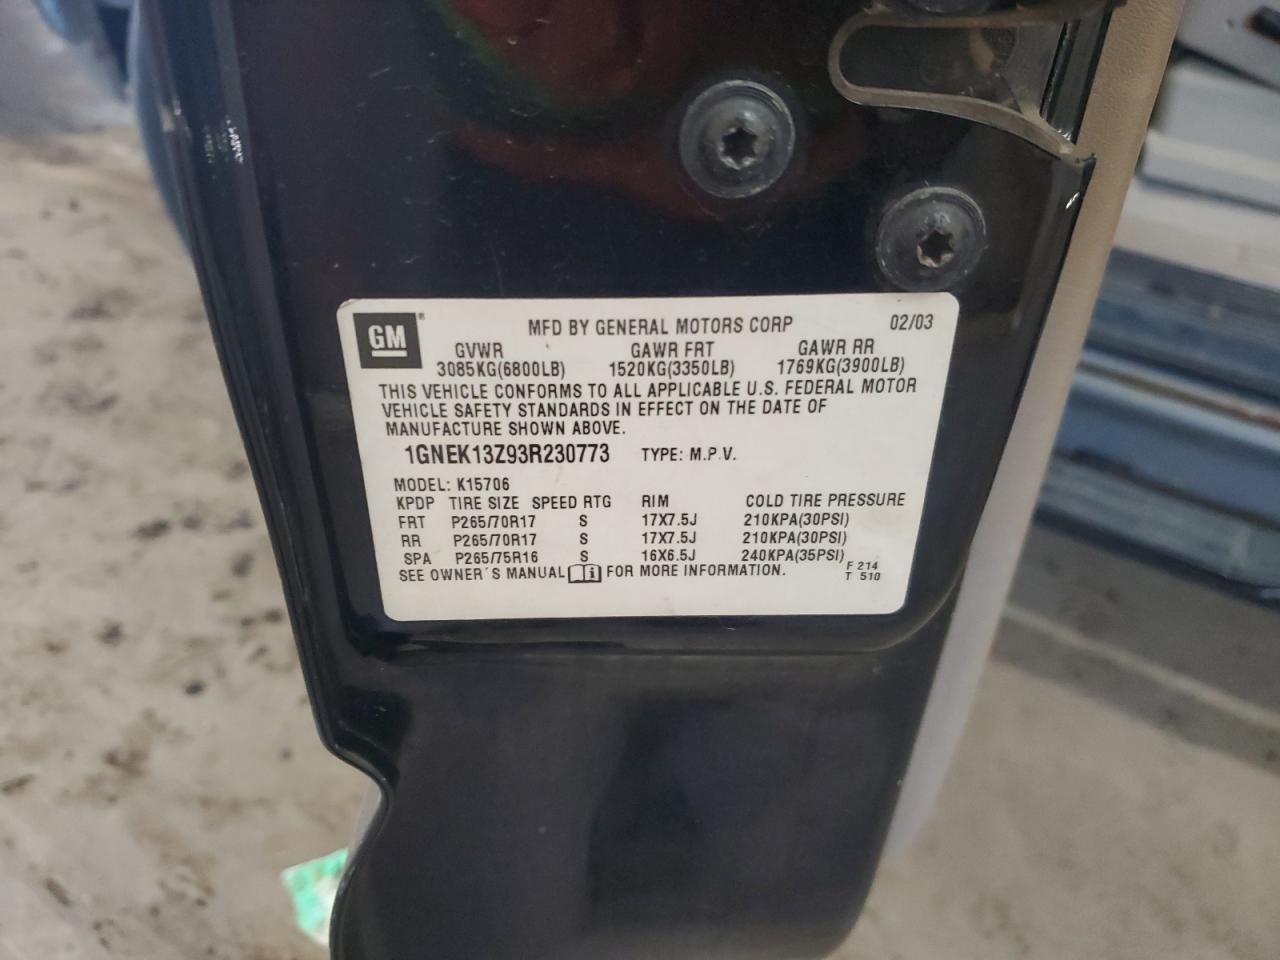 GM ® MFD BY GENERAL MOTORS CORP 02/03
GVWR GAWR FRT GAWR RR
3085KG(6800LB) 1520KG(3350LB) 1769KG(3900LB)
THIS VEHICLE CONFORMS TO ALL APPLICABLE U.S. FEDERAL MOTOR
VEHICLE SAFETY STANDARDS IN EFFECT ON THE DATE OF
MANUFACTURE SHOWN ABOVE.
1GNEK13Z93R230773 TYPE: M.P.V.
MODEL: K15706
KPDP TIRE SIZE SPEED RTG RIM COLD TIRE PRESSURE
FRT P265/70R17 S 17X7.5J 210KPA(30PSI)
RR P265/70R17 S 17X7.5J 210KPA(30PSI)
SPA P265/75R16 S 16X6.5J 240KPA(35PSI)
SEE OWNER´S MANUAL i FOR MORE INFORMATION. F 214
T 510